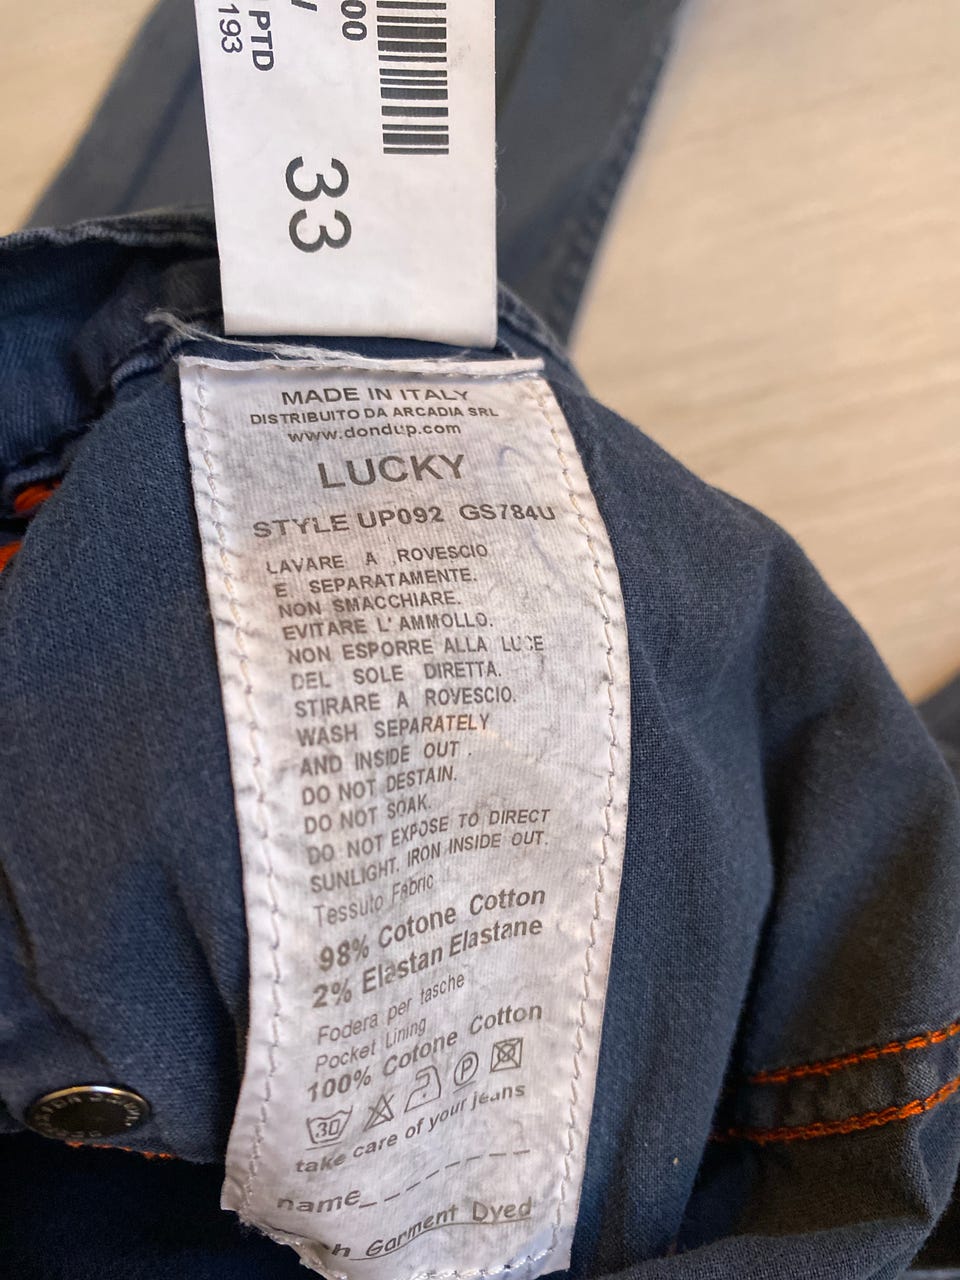 PTD
193
00
33
MADE IN ITALY
DISTRIBUITO DA ARCADIA SRL
www.dondup.com
LUCKY
STYLE UP092 GS784U
LAVARE A ROVESCIO
E SEPARATAMENTE.
NON SMACCHIARE.
EVITARE L' AMMOLLO.
NON ESPORRE ALLA LUCE
DEL SOLE DIRETTA.
STIRARE A ROVESCIO.
WASH SEPARATELY
AND INSIDE OUT.
DO NOT DESTAIN.
DO NOT SOAK.
DO NOT EXPOSE TO DIRECT
SUNLIGHT. IRON INSIDE OUT.
Tessuto Fabric
98% Cotone Cotton
2% Elastan Elastane
Fodera per tasche
Pocket Lining
100% Cotone Cotton
30 P
take care of your jeans
name
Garment Dyed